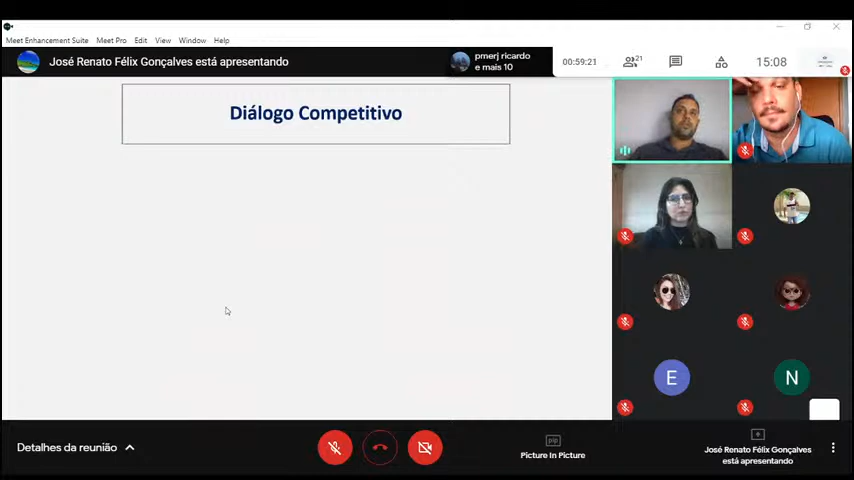 Meet Enhancement Suite Meet Pro Edit View Window Help
José Renato Félix Gonçalves está apresentando
pmerj ricardo
e mais 10
00:59:21
21
15:08
Diálogo Competitivo
E
N
Detalhes da reunião
pip
Picture In Picture
José Renato Félix Gonçalves
está apresentando